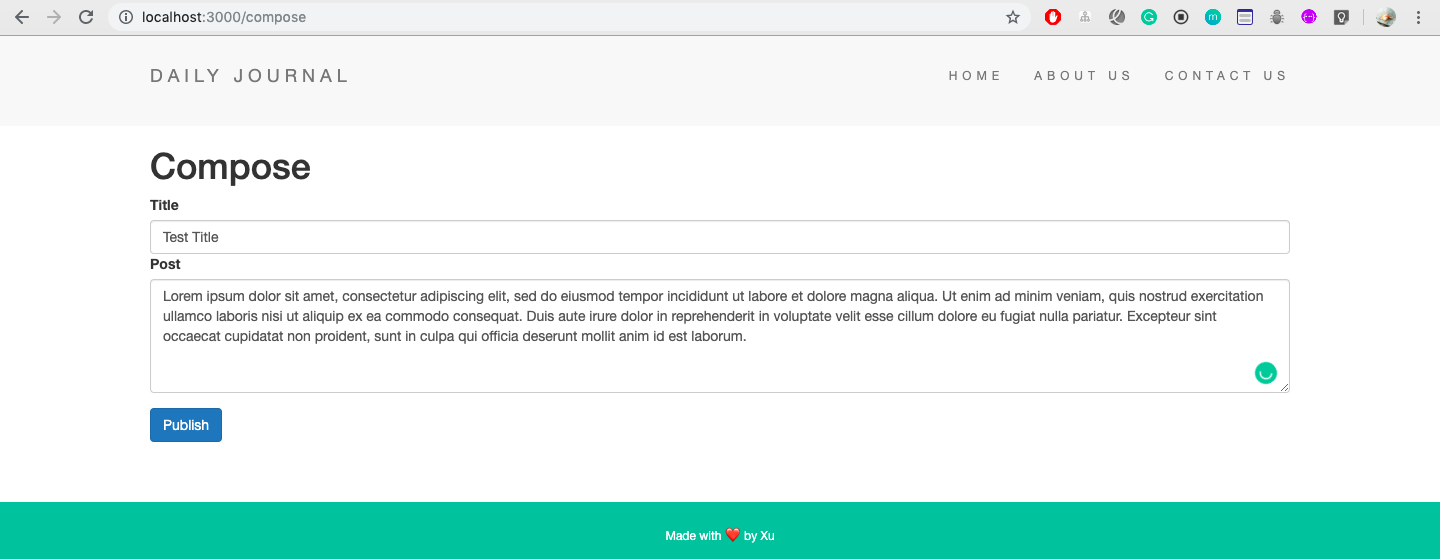 localhost:3000/compose
DAILY JOURNAL
HOME ABOUT US CONTACT US
Compose
Title
Test Title
Post
Lorem ipsum dolor sit amet, consectetur adipiscing elit, sed do eiusmod tempor incididunt ut labore et dolore magna aliqua. Ut enim ad minim veniam, quis nostrud exercitation
ullamco laboris nisi ut aliquip ex ea commodo consequat. Duis aute irure dolor in reprehenderit in voluptate velit esse cillum dolore eu fugiat nulla pariatur. Excepteur sint
occaecat cupidatat non proident, sunt in culpa qui officia deserunt mollit anim id est laborum.
Publish
Made with ❤️ by Xu